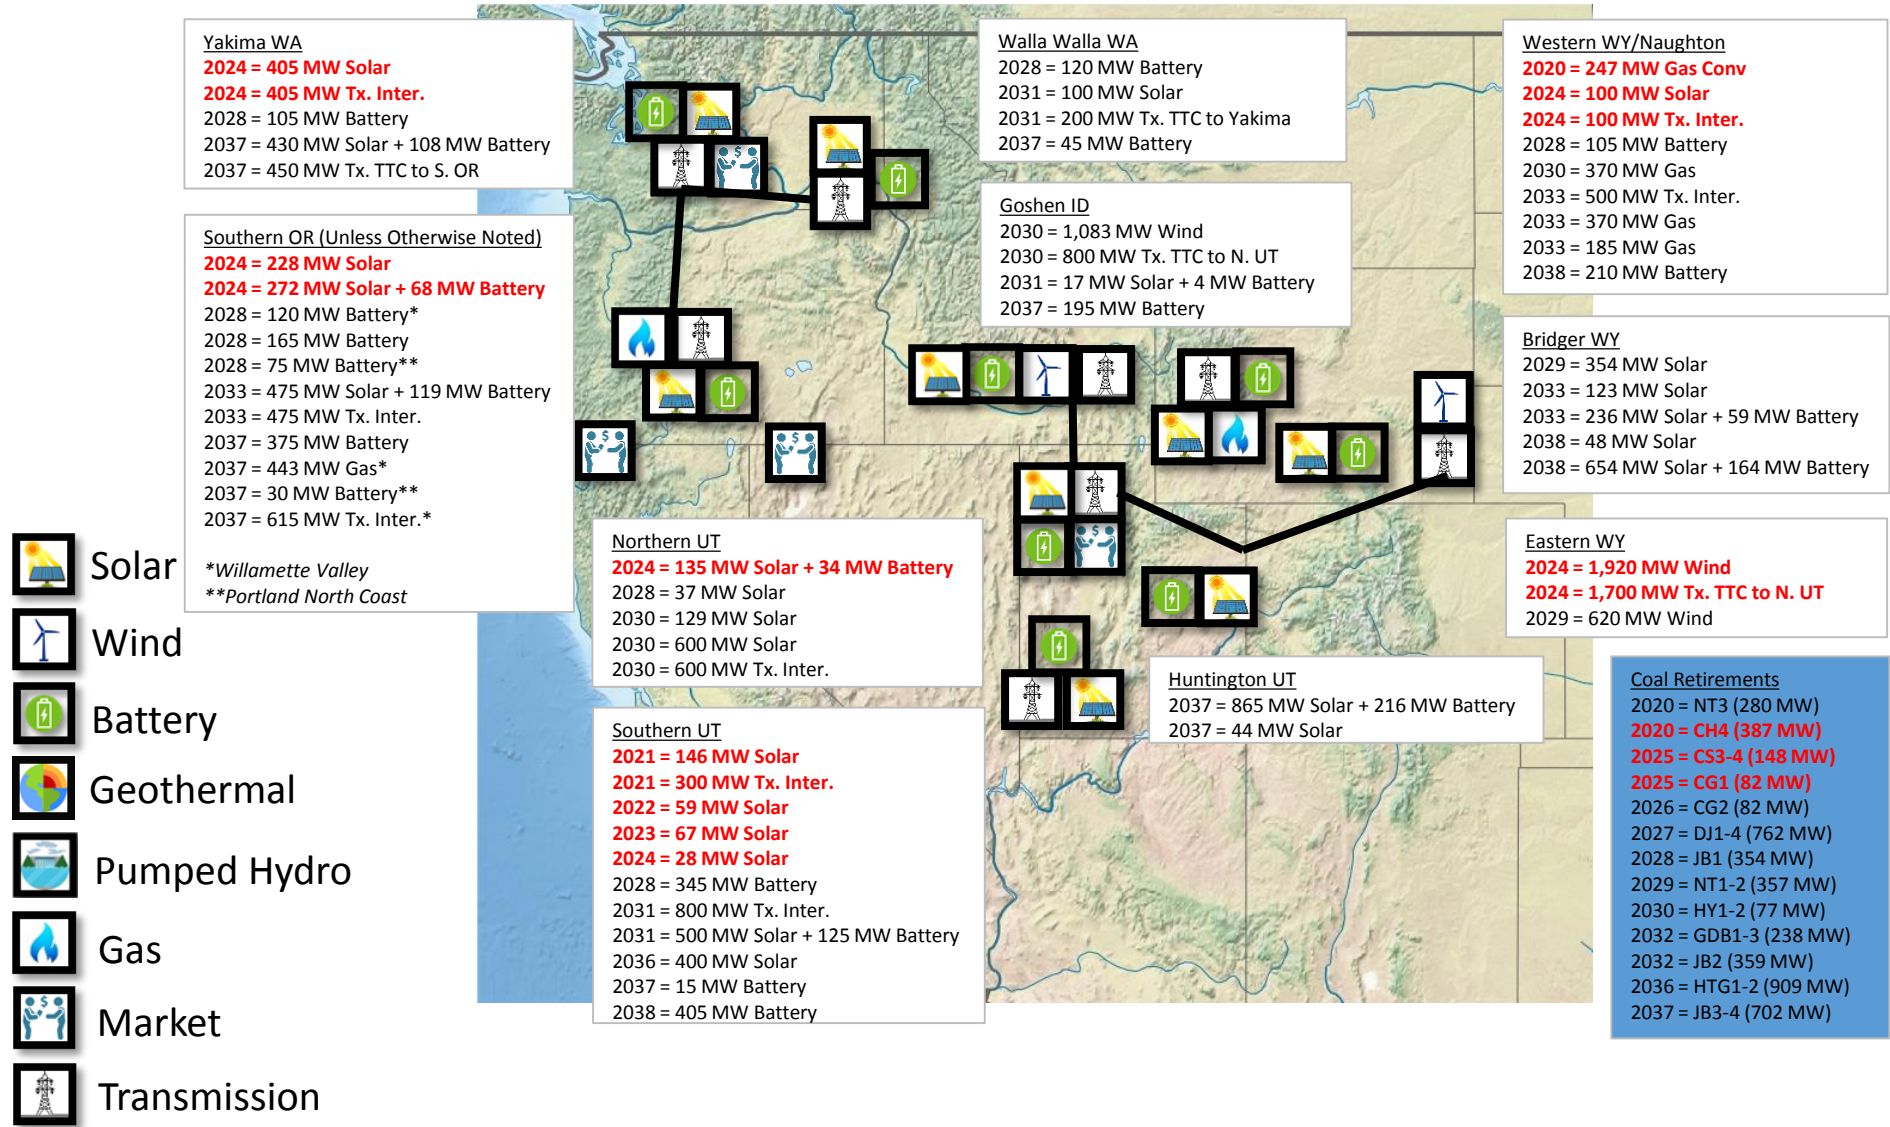 Yakima WA
2024 = 405 MW Solar
2024 = 405 MW Tx. Inter.
2028 = 105 MW Battery
2037 = 430 MW Solar + 108 MW Battery
2037 = 450 MW Tx. TTC to S. OR
Walla Walla WA
2028 = 120 MW Battery
2031 = 100 MW Solar
2031 = 200 MW Tx. TTC to Yakima
2037 = 45 MW Battery
Western WY/Naughton
2020 = 247 MW Gas Conv
2024 = 100 MW Solar
2024 = 100 MW Tx. Inter.
2028 = 105 MW Battery
2030 = 370 MW Gas
2033 = 500 MW Tx. Inter.
2033 = 370 MW Gas
2033 = 185 MW Gas
2038 = 210 MW Battery
Southern OR (Unless Otherwise Noted)
2024 = 228 MW Solar
2024 = 272 MW Solar + 68 MW Battery
2028 = 120 MW Battery*
2028 = 165 MW Battery
2028 = 75 MW Battery**
2033 = 475 MW Solar + 119 MW Battery
2033 = 475 MW Tx. Inter.
2037 = 375 MW Battery
2037 = 443 MW Gas*
2037 = 30 MW Battery**
2037 = 615 MW Tx. Inter.*
*Willamette Valley
**Portland North Coast
Goshen ID
2030 = 1,083 MW Wind
2030 = 800 MW Tx. TTC to N. UT
2031 = 17 MW Solar + 4 MW Battery
2037 = 195 MW Battery
Bridger WY
2029 = 354 MW Solar
2033 = 123 MW Solar
2033 = 236 MW Solar + 59 MW Battery
2038 = 48 MW Solar
2038 = 654 MW Solar + 164 MW Battery
Northern UT
2024 = 135 MW Solar + 34 MW Battery
2028 = 37 MW Solar
2030 = 129 MW Solar
2030 = 600 MW Solar
2030 = 600 MW Tx. Inter.
Eastern WY
2024 = 1,920 MW Wind
2024 = 1,700 MW Tx. TTC to N. UT
2029 = 620 MW Wind
Huntington UT
2037 = 865 MW Solar + 216 MW Battery
2037 = 44 MW Solar
Southern UT
2021 = 146 MW Solar
2021 = 300 MW Tx. Inter.
2022 = 59 MW Solar
2023 = 67 MW Solar
2024 = 28 MW Solar
2028 = 345 MW Battery
2031 = 800 MW Tx. Inter.
2031 = 500 MW Solar + 125 MW Battery
2036 = 400 MW Solar
2037 = 15 MW Battery
2038 = 405 MW Battery
Coal Retirements
2020 = NT3 (280 MW)
2020 = CH4 (387 MW)
2025 = CS3-4 (148 MW)
2025 = CG1 (82 MW)
2026 = CG2 (82 MW)
2027 = DJ1-4 (762 MW)
2028 = JB1 (354 MW)
2029 = NT1-2 (357 MW)
2030 = HY1-2 (77 MW)
2032 = GDB1-3 (238 MW)
2032 = JB2 (359 MW)
2036 = HTG1-2 (909 MW)
2037 = JB3-4 (702 MW)
Solar
Wind
Battery
Geothermal
Pumped Hydro
Gas
Market
Transmission